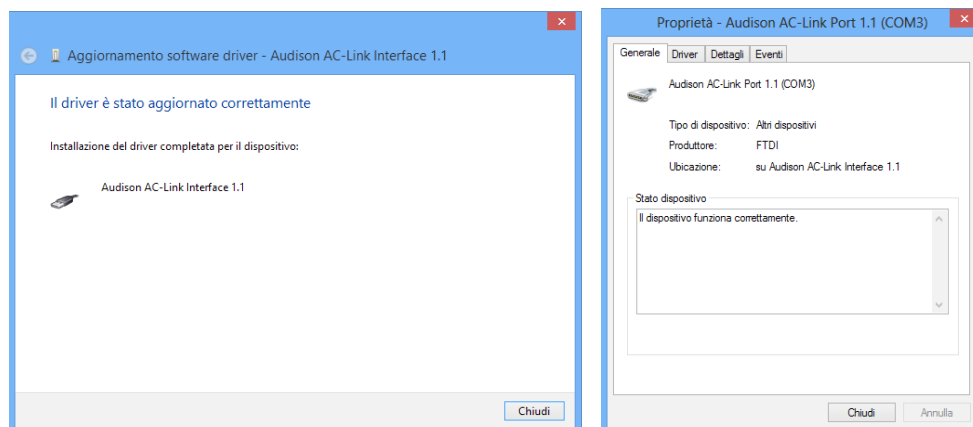 Aggiornamento software driver - Audison AC-Link Interface 1.1
Il driver è stato aggiornato correttamente
Installazione del driver completata per il dispositivo:
Audison AC-Link Interface 1.1
Chiudi
Proprietà - Audison AC-Link Port 1.1 (COM3)
Generale Driver Dettagli Eventi
Audison AC-Link Port 1.1 (COM3)
Tipo di dispositivo: Altri dispositivi
Produttore: FTDI
Ubicazione: su Audison AC-Link Interface 1.1
Stato dispositivo
Il dispositivo funziona correttamente.
Chiudi Annulla